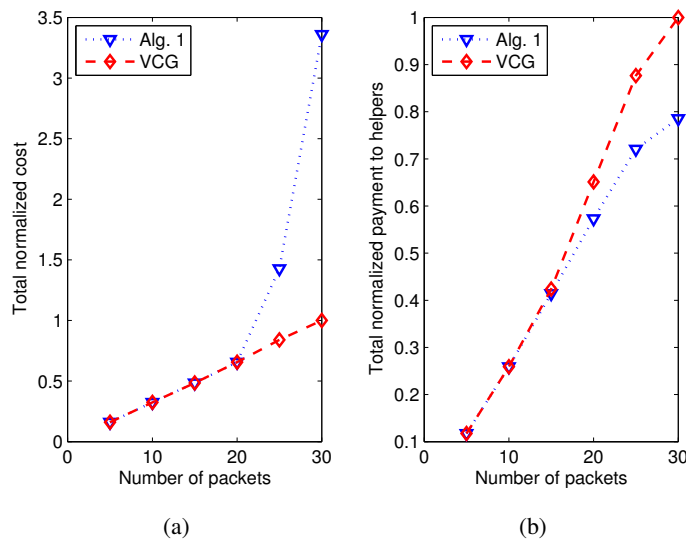 3.5
3
2.5
2
1.5
1
0.5
0
0
10
20
30
Number of packets
Total normalized cost
Alg. 1
VCG
(a)
1
0.9
0.8
0.7
0.6
0.5
0.4
0.3
0.2
0.1
0
10
20
30
Number of packets
Total normalized payment to helpers
Alg. 1
VCG
(b)